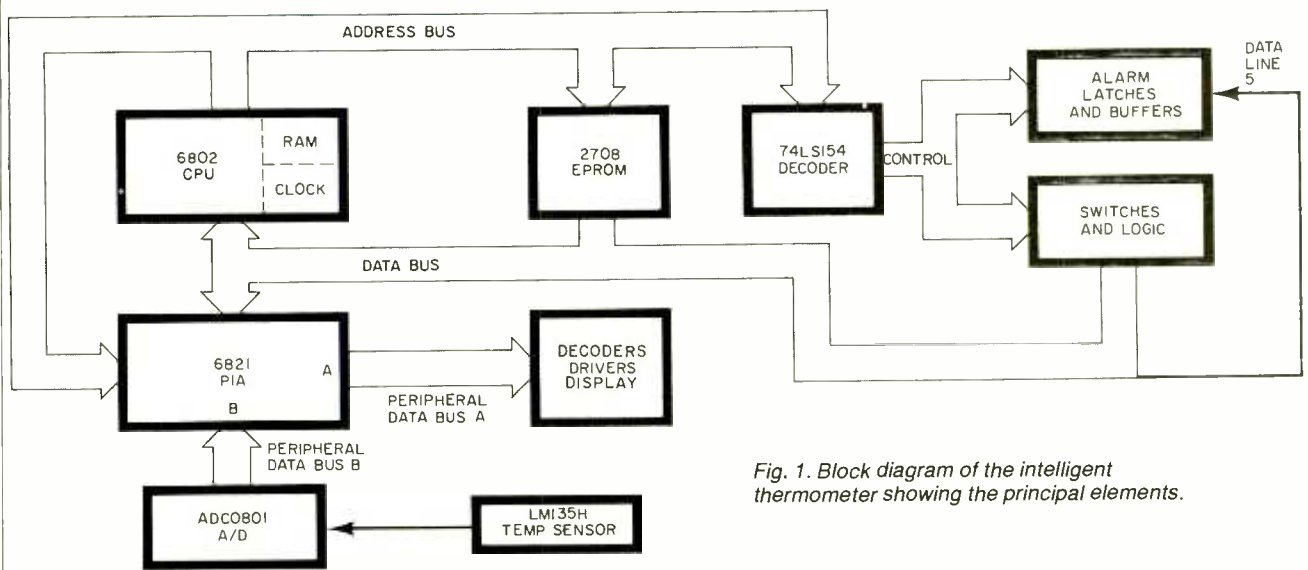 ADDRESS BUS
DATA
LINE
5
ALARM
LATCHES
AND BUFFERS
6802
CPU
RAM
CLOCK
2708
EPROM
74LS154
DECODER
CONTROL
SWITCHES
AND LOGIC
DATA BUS
6821
PIA
A
B
DECODERS
DRIVERS
DISPLAY
PERIPHERAL
DATA BUS A
PERIPHERAL
DATA BUS B
ADC0801
A/D
LM135H
TEMP SENSOR
Fig. 1. Block diagram of the intelligent
thermometer showing the principal elements.